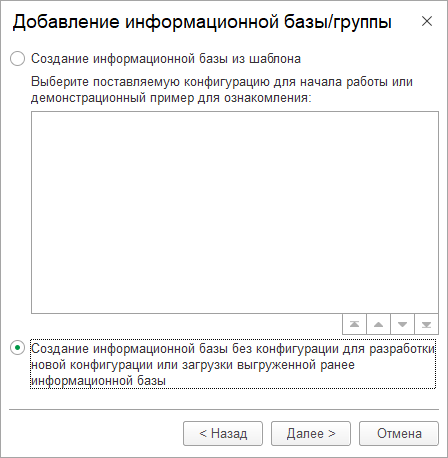 Добавление информационной базы/группы
Создание информационной базы из шаблона
Выберите поставляемую конфигурацию для начала работы или
демонстрационный пример для ознакомления:
Создание информационной базы без конфигурации для разработки
новой конфигурации или загрузки выгруженной ранее
информационной базы
< Назад
Далее >
Отмена